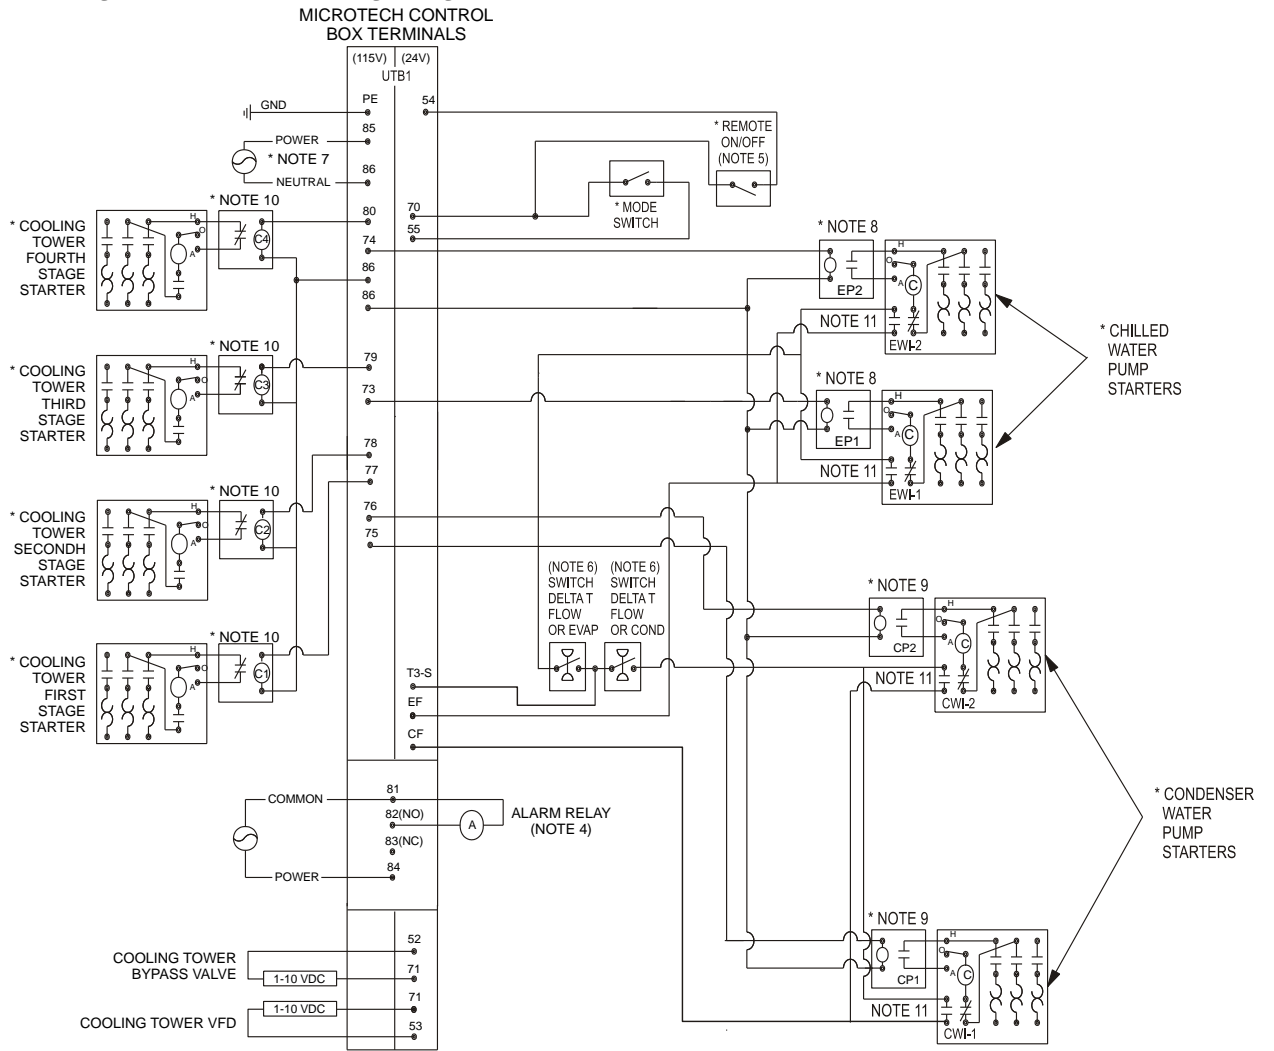 MICROTECH CONTROL
BOX TERMINALS
(115V) (24V)
UTB1
PE
54
GND
85
POWER
* NOTE 7
86
NEUTRAL
* REMOTE
ON/OFF
(NOTE 5)
* MODE
SWITCH
* NOTE 10
80
70
55
74
86
86
* COOLING
TOWER
FOURTH
STAGE
STARTER
H
O
A
C4
* NOTE 8
EP2
H
O
A
C
NOTE 11
EWI-2
* CHILLED
WATER
PUMP
STARTERS
* NOTE 10
79
73
* COOLING
TOWER
THIRD
STAGE
STARTER
H
O
A
C3
* NOTE 8
EP1
H
O
A
C
NOTE 11
EWI-1
78
77
76
75
* NOTE 10
* COOLING
TOWER
SECONDH
STAGE
STARTER
H
O
A
C2
(NOTE 6)
SWITCH
DELTA T
FLOW
OR EVAP
(NOTE 6)
SWITCH
DELTA T
FLOW
OR COND
* NOTE 9
CP2
H
O
A
C
NOTE 11
CWI-2
* NOTE 10
* COOLING
TOWER
FIRST
STAGE
STARTER
H
O
A
C1
T3-S
EF
CF
COMMON
81
82(NO)
A
ALARM RELAY
(NOTE 4)
83(NC)
84
POWER
* CONDENSER
WATER
PUMP
STARTERS
* NOTE 9
CP1
H
O
A
C
NOTE 11
CWI-1
52
COOLING TOWER
BYPASS VALVE
1-10 VDC
71
71
1-10 VDC
COOLING TOWER VFD
53